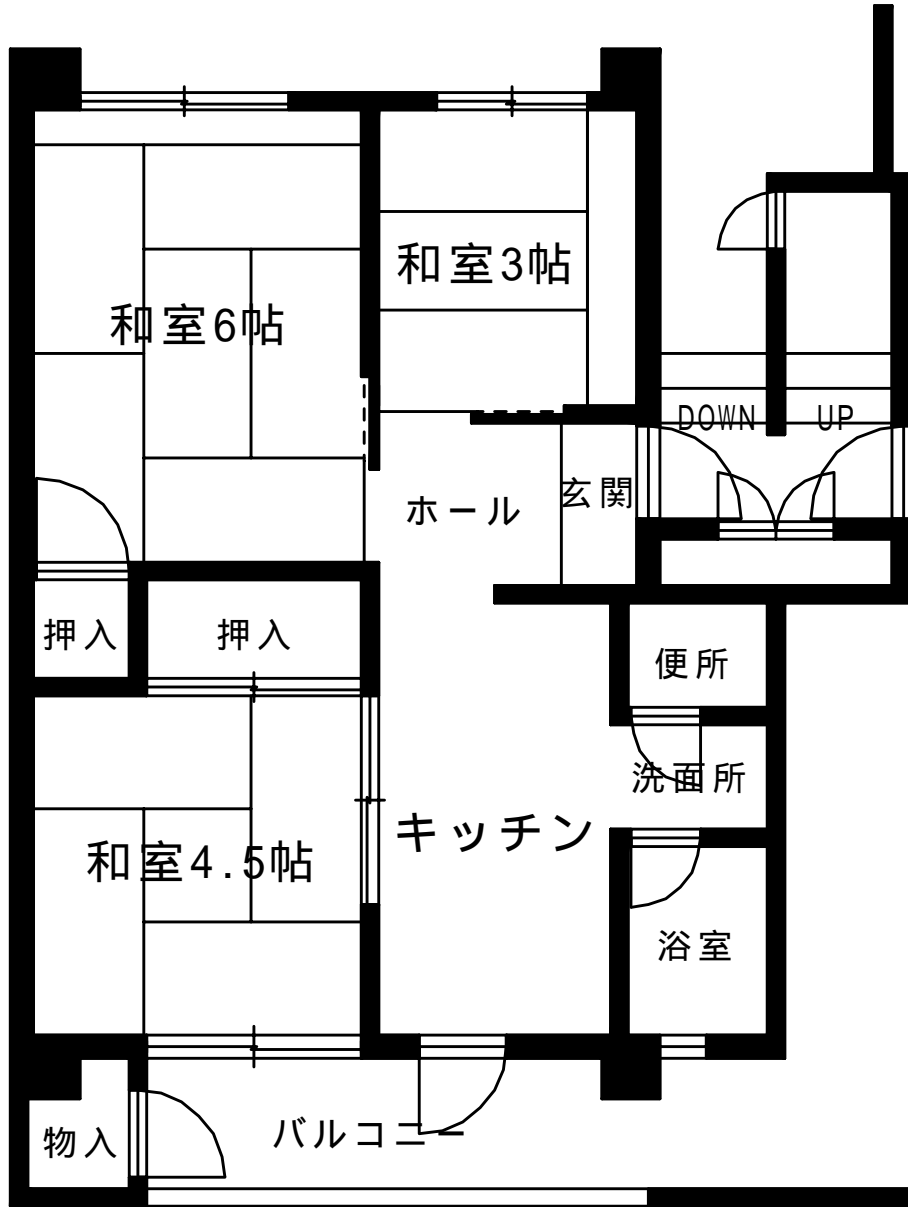 和室3帖
和室6帖
DOWN
UP
ホール
玄関
押入
押入
便所
洗面所
キッチン
和室4.5帖
浴室
バルコニー
物入